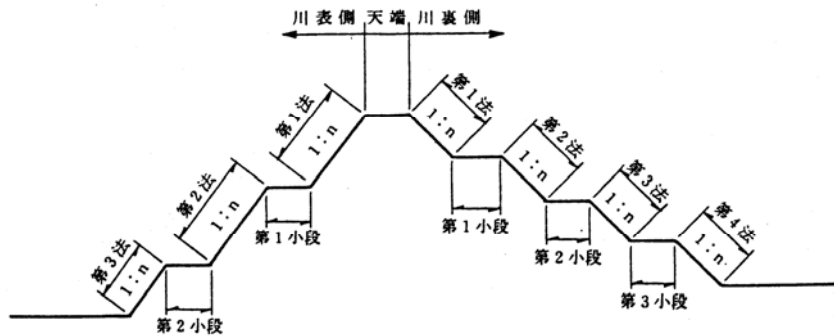 川表側 天端 川裏側
第1法
1:n
第2法
1:n
第3法
1:n
第1小段
第2小段
第1法
1:n
第2法
1:n
第3法
1:n
第4法
1:n
第1小段
第2小段
第3小段